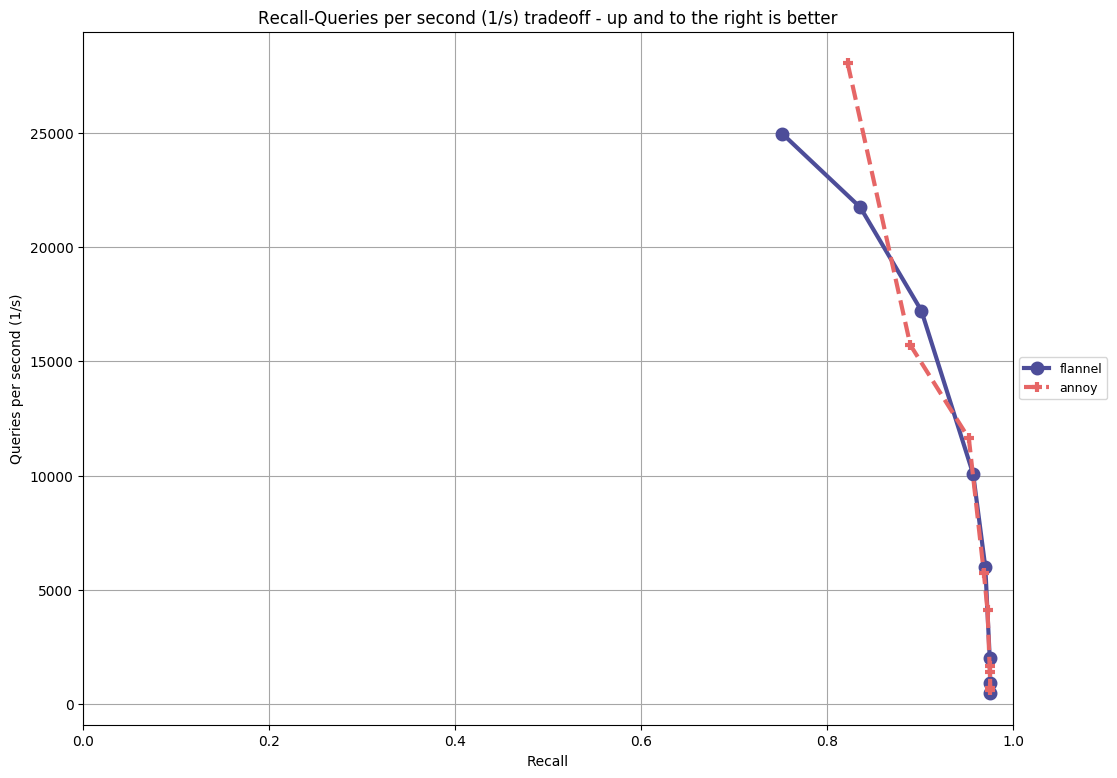 Recall-Queries per second (1/s) tradeoff - up and to the right is better
Queries per second (1/s)
25000
20000
15000
10000
5000
0
0.0
0.2
0.4
0.6
0.8
1.0
Recall
flannel
annoy